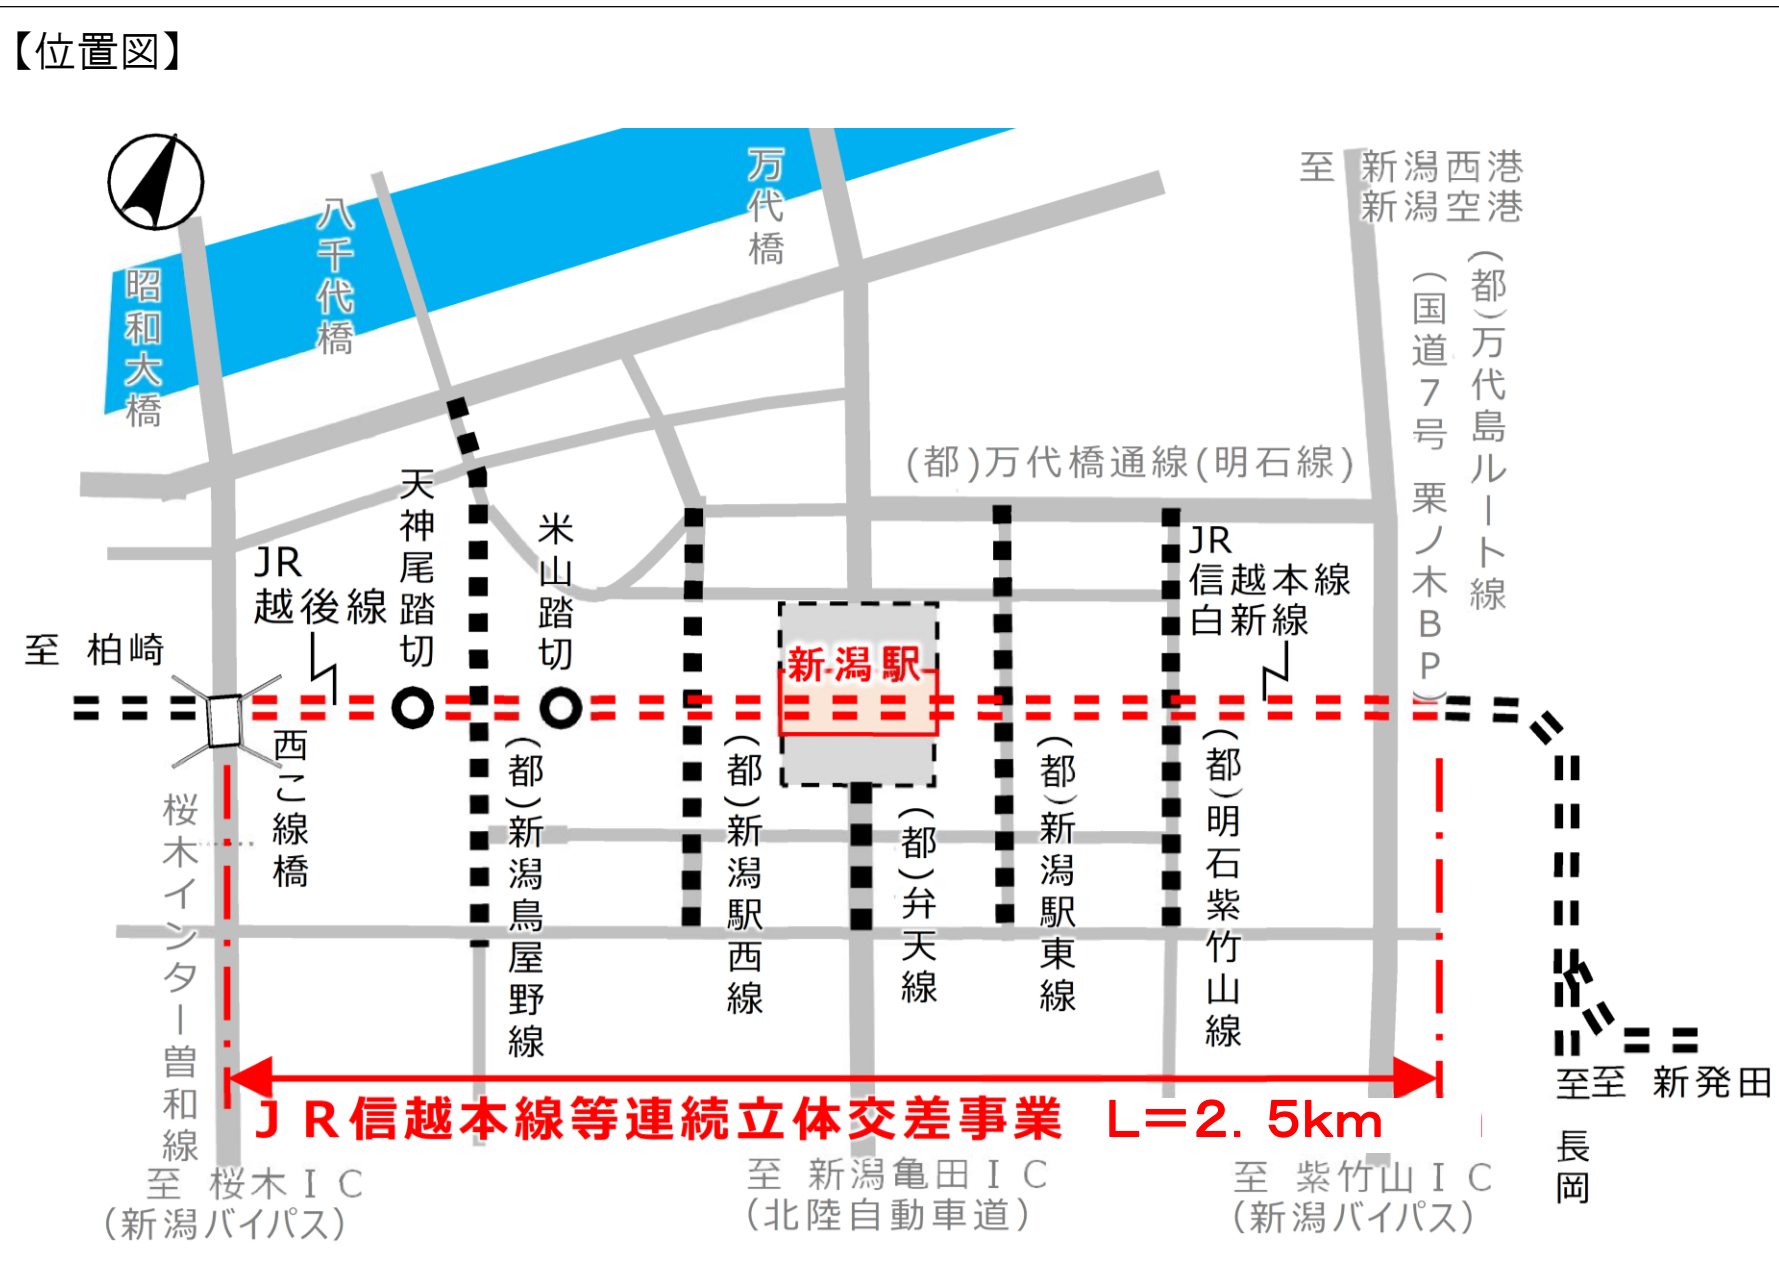 【位置図】
昭和大橋
八千代橋
万代橋
至 新潟西港
新潟空港
(都)万代島ルート線
(国道7号 栗ノ木BP)
(都)万代橋通線(明石線)
天神尾踏切
米山踏切
JR
越後線
JR
信越本線
白新線
至 柏崎
新潟駅
西こ線橋
桜木インター曽和線
(都)新潟鳥屋野線
(都)新潟駅西線
(都)弁天線
(都)新潟駅東線
(都)明石紫竹山線
JR信越本線等連続立体交差事業 L=2.5km
至 新発田
至 長岡
至 桜木IC
(新潟バイパス)
至 新潟亀田IC
(北陸自動車道)
至 紫竹山IC
(新潟バイパス)